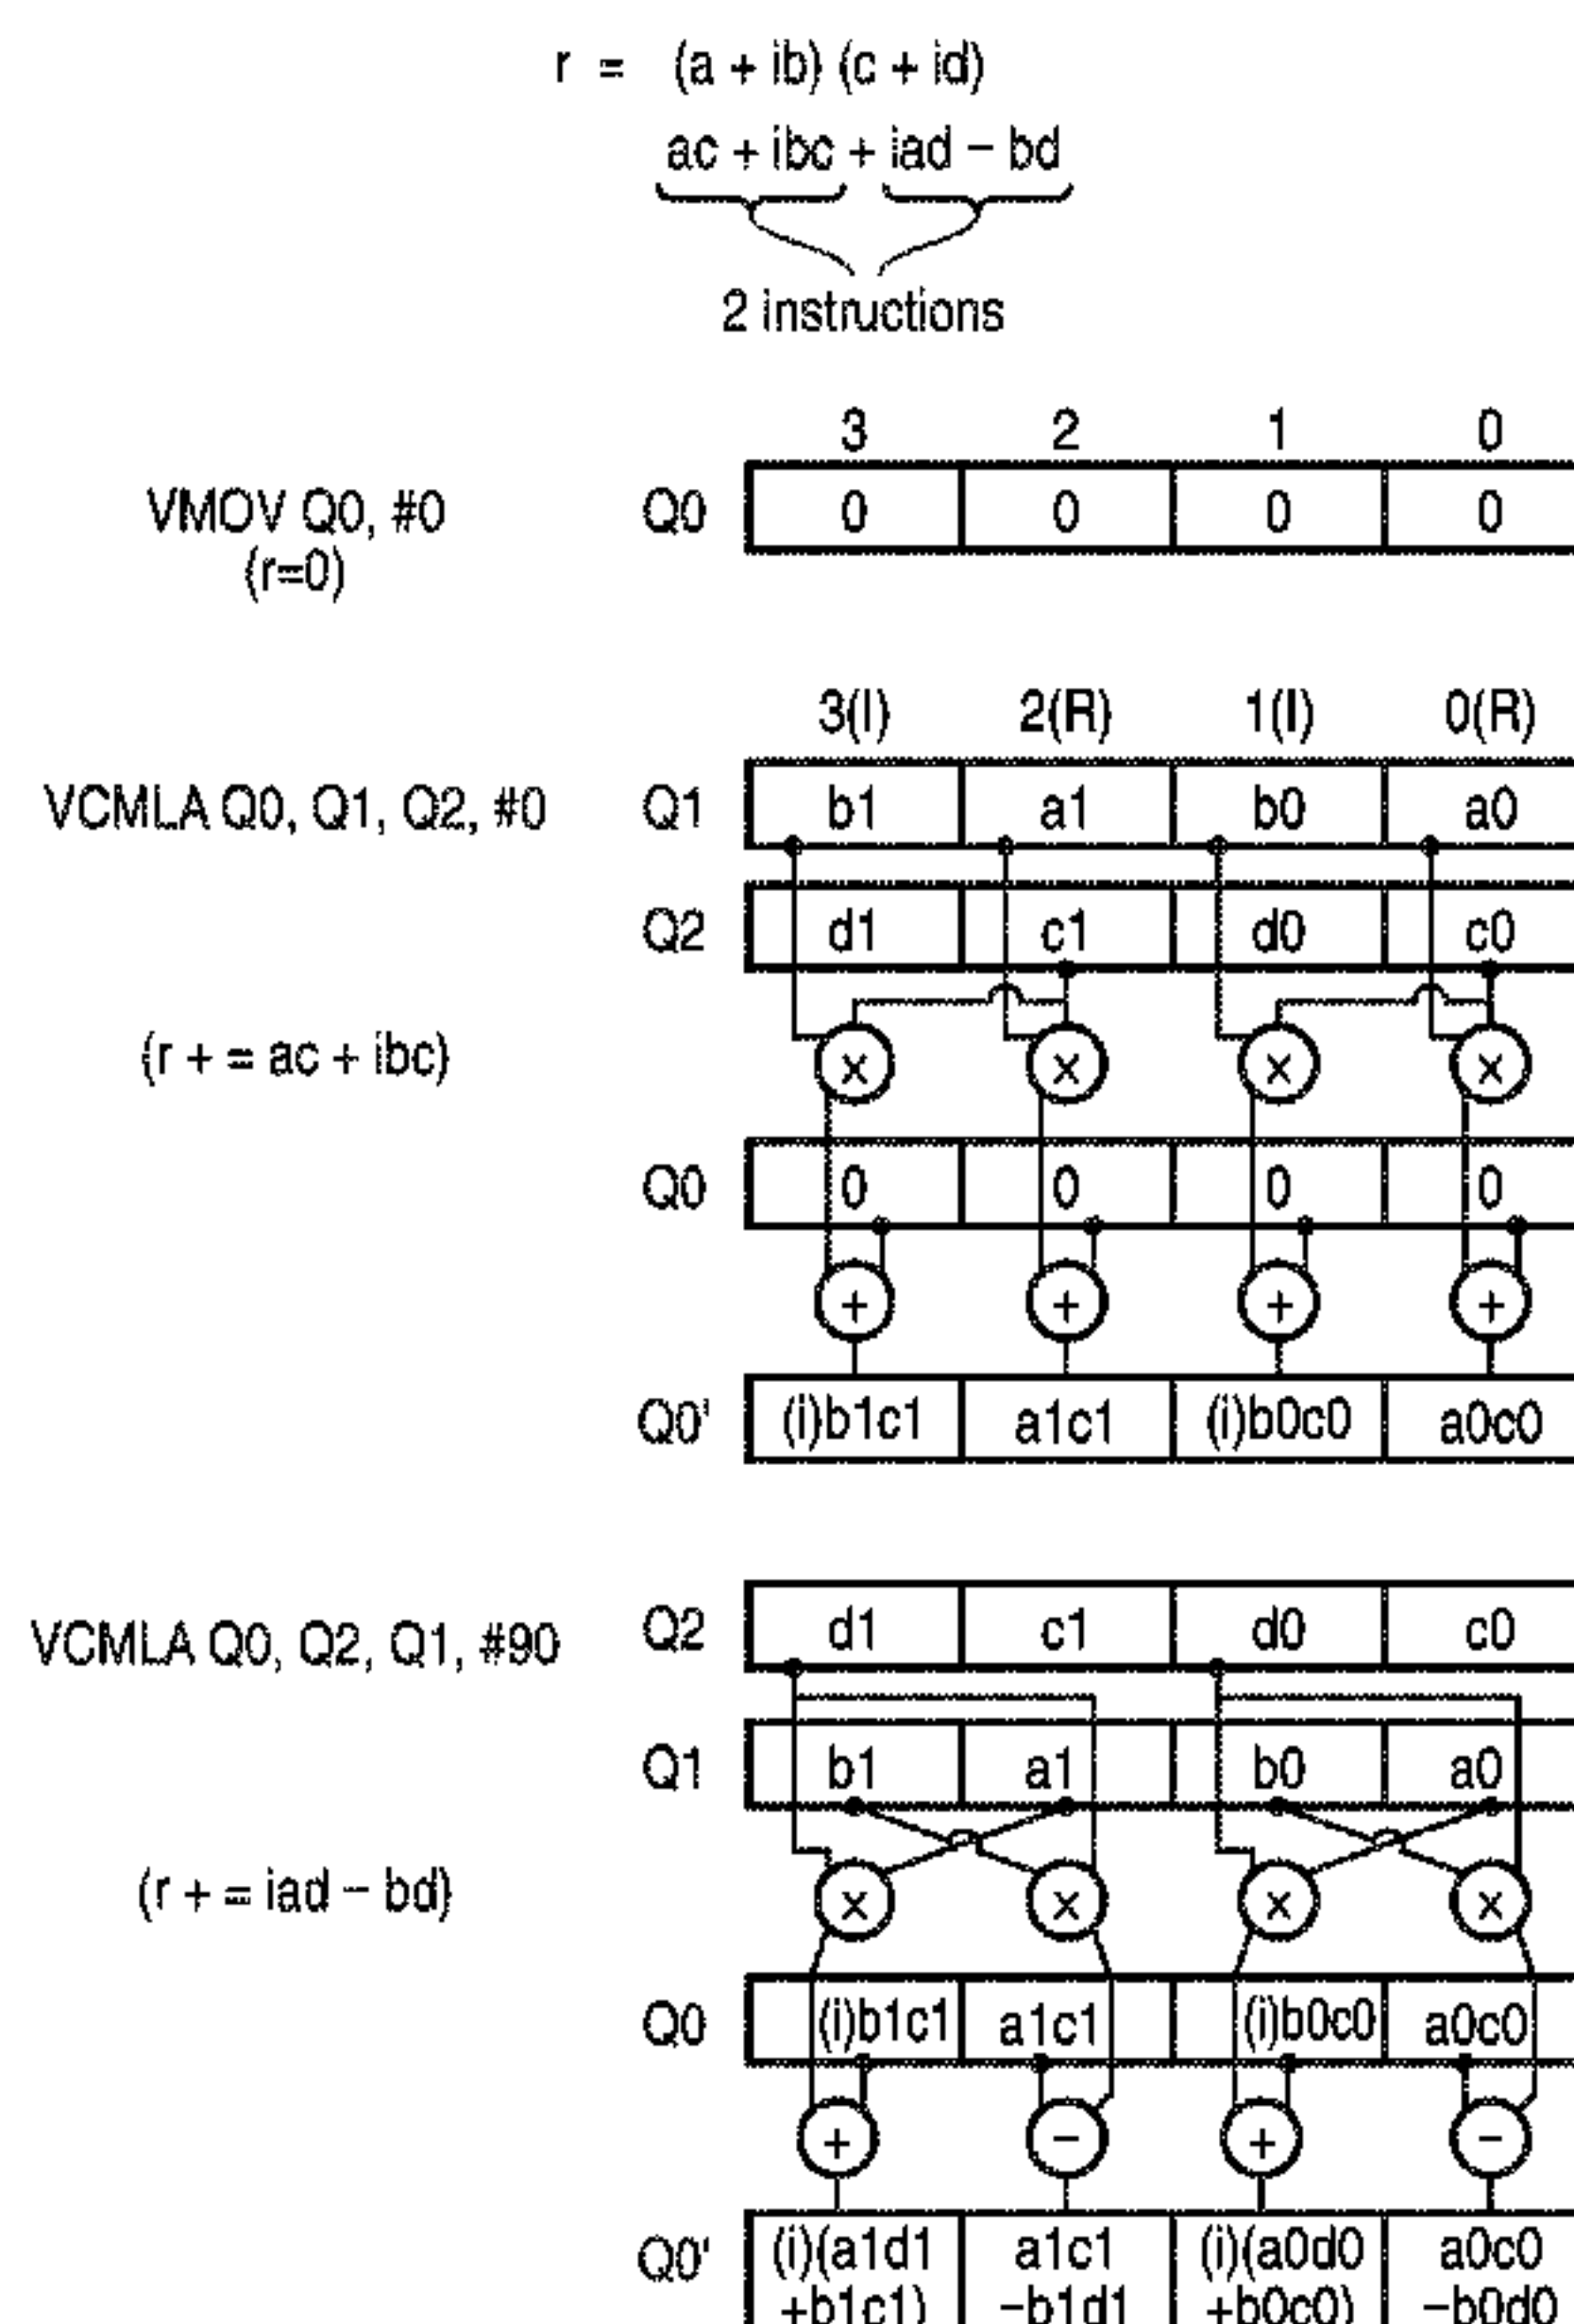 r = (a + ib) (c + id)
ac + ibc + iad − bd
2 instructions
3 2 1 0
VMOV Q0, #0 Q0 0 0 0 0
(r=0)
3(I) 2(R) 1(I) 0(R)
VCMLA Q0, Q1, Q2, #0 Q1 b1 a1 b0 a0
Q2 d1 c1 d0 c0
(r + = ac + ibc) × × × ×
Q0 0 0 0 0
+ + + +
Q0' (i)b1c1 a1c1 (i)b0c0 a0c0
VCMLA Q0, Q2, Q1, #90 Q2 d1 c1 d0 c0
Q1 b1 a1 b0 a0
(r + = iad − bd) × × × ×
Q0 (i)b1c1 a1c1 (i)b0c0 a0c0
+ − + −
Q0' (i)(a1d1 a1c1 (i)(a0d0 a0c0
+b1c1) −b1d1 +b0c0) −b0d0